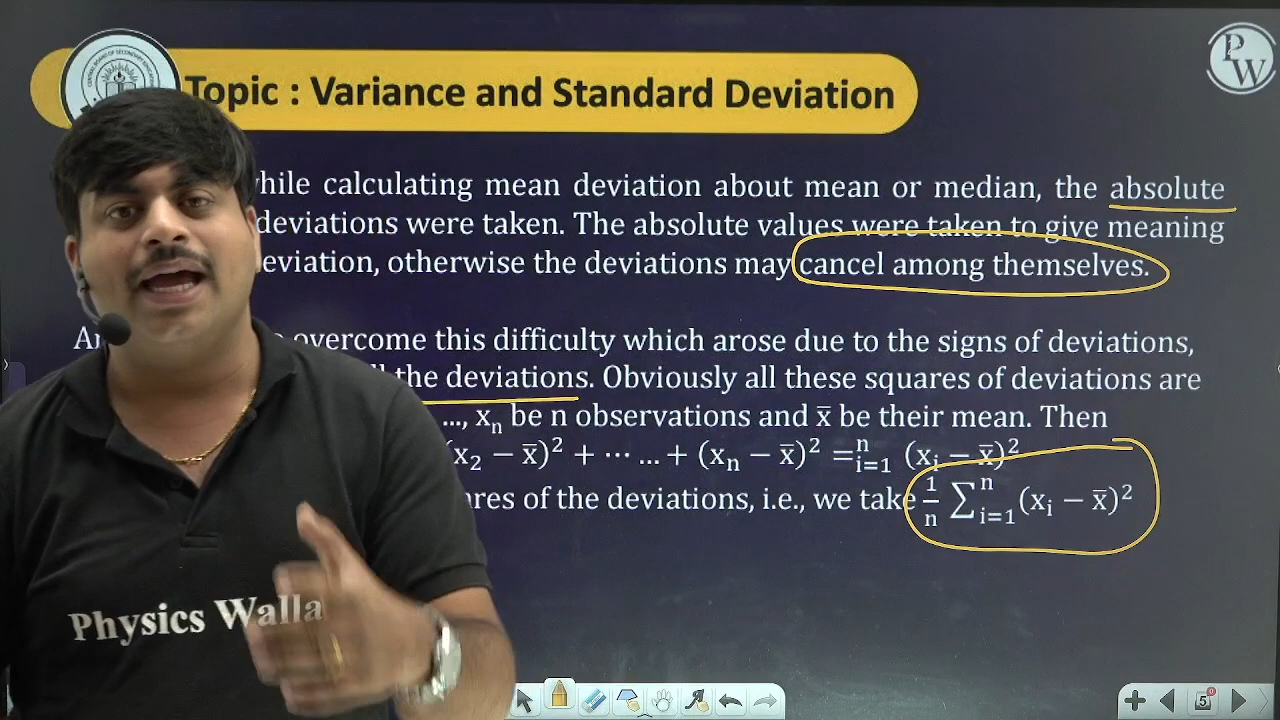 Topic : Variance and Standard Deviation
PW
while calculating mean deviation about mean or median, the absolute
deviations were taken. The absolute values were taken to give meaning
eviation, otherwise the deviations may cancel among themselves.
overcome this difficulty which arose due to the signs of deviations,
the deviations. Obviously all these squares of deviations are
..., xₙ be n observations and x̄ be their mean. Then
(x₂ − x̄)² + ⋯ ... + (xₙ − x̄)² =ⁿᵢ₌₁ (xᵢ − x̄)²
res of the deviations, i.e., we take 1/n ∑ⁿᵢ₌₁(xᵢ − x̄)²
Physics Walla
5